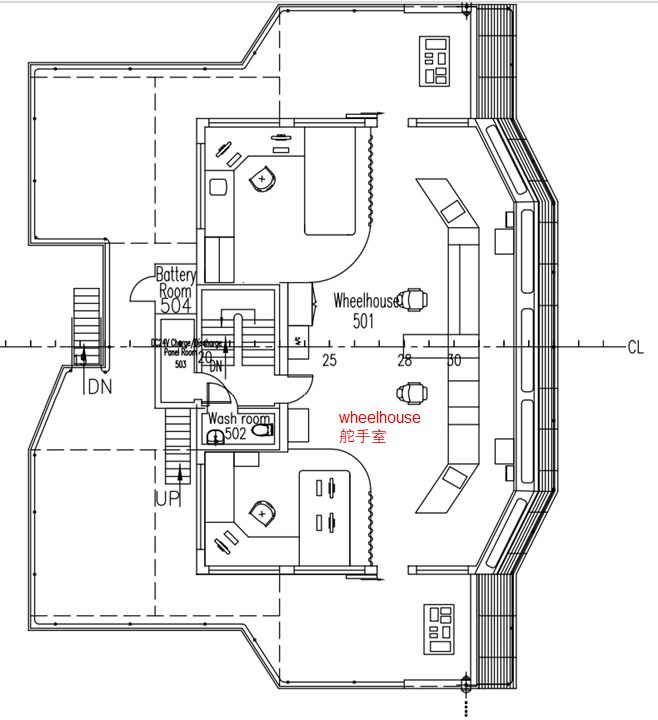 Battery
Room
504
Wheelhouse
501
DC24V Charge/Discharge
Panel Room
503
20
DN
25
28
30
CL
DN
Wash room
502
wheelhouse
舵手室
UP